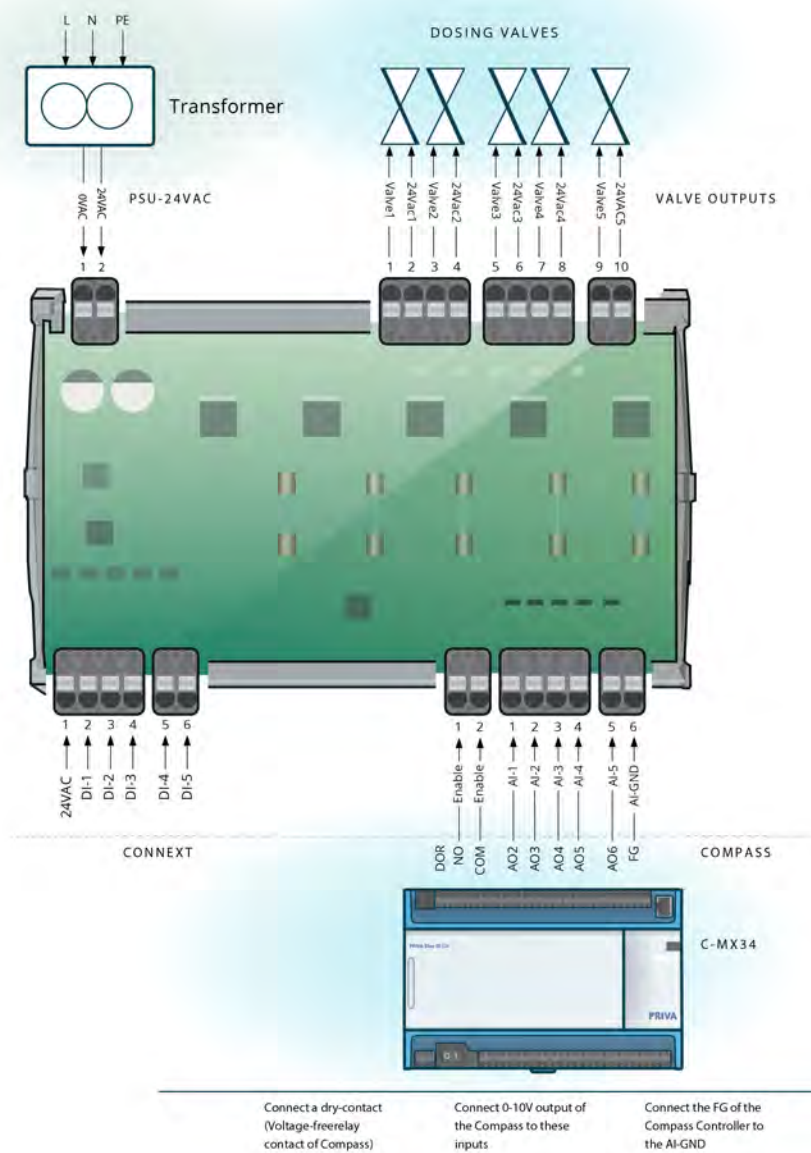 L N PE
DOSING VALVES
Transformer
0VAC
24VAC
PSU-24VAC
Valve1
24Vac1
Valve2
24Vac2
Valve3
24Vac3
Valve4
24Vac4
Valve5
24VAC5
VALVE OUTPUTS
1 2
1 2 3 4 5 6 7 8 9 10
1 2 3 4 5 6
1 2 1 2 3 4 5 6
24VAC
DI-1
DI-2
DI-3
DI-4
DI-5
Enable
Enable
AI-1
AI-2
AI-3
AI-4
AI-5
AI-GND
CONNEXT
DOR
NO
COM
AO2
AO3
AO4
AO5
AO6
FG
COMPASS
C-MX34
PRIVA
0 1
Connect a dry-contact
(Voltage-freerelay
contact of Compass)
Connect 0-10V output of
the Compass to these
inputs
Connect the FG of the
Compass Controller to
the AI-GND